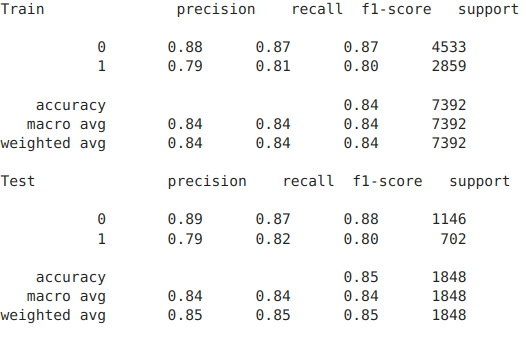 Train precision recall f1-score support
0 0.88 0.87 0.87 4533
1 0.79 0.81 0.80 2859
accuracy 0.84 7392
macro avg 0.84 0.84 0.84 7392
weighted avg 0.84 0.84 0.84 7392
Test precision recall f1-score support
0 0.89 0.87 0.88 1146
1 0.79 0.82 0.80 702
accuracy 0.85 1848
macro avg 0.84 0.84 0.84 1848
weighted avg 0.85 0.85 0.85 1848